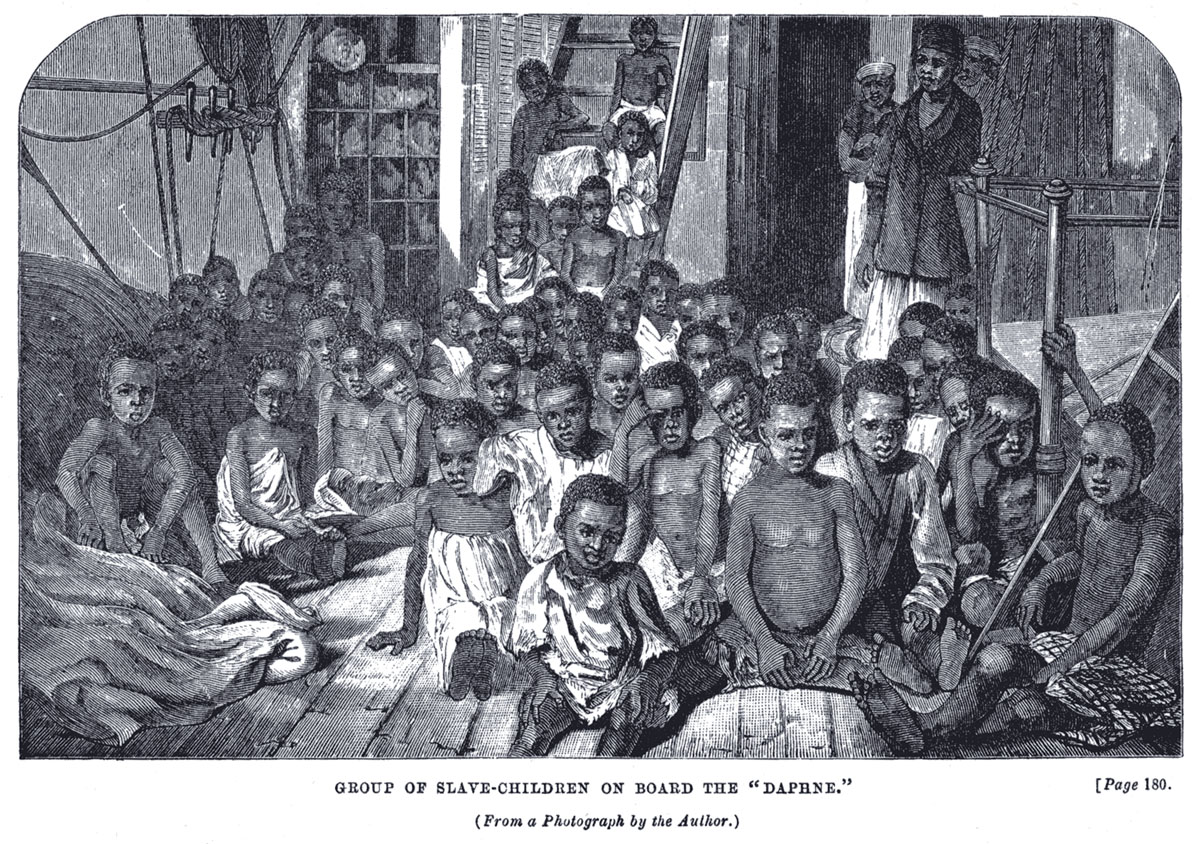 GROUP OF SLAVE-CHILDREN ON BOARD THE “DAPHNE.”
[Page 180.
(From a Photograph by the Author.)